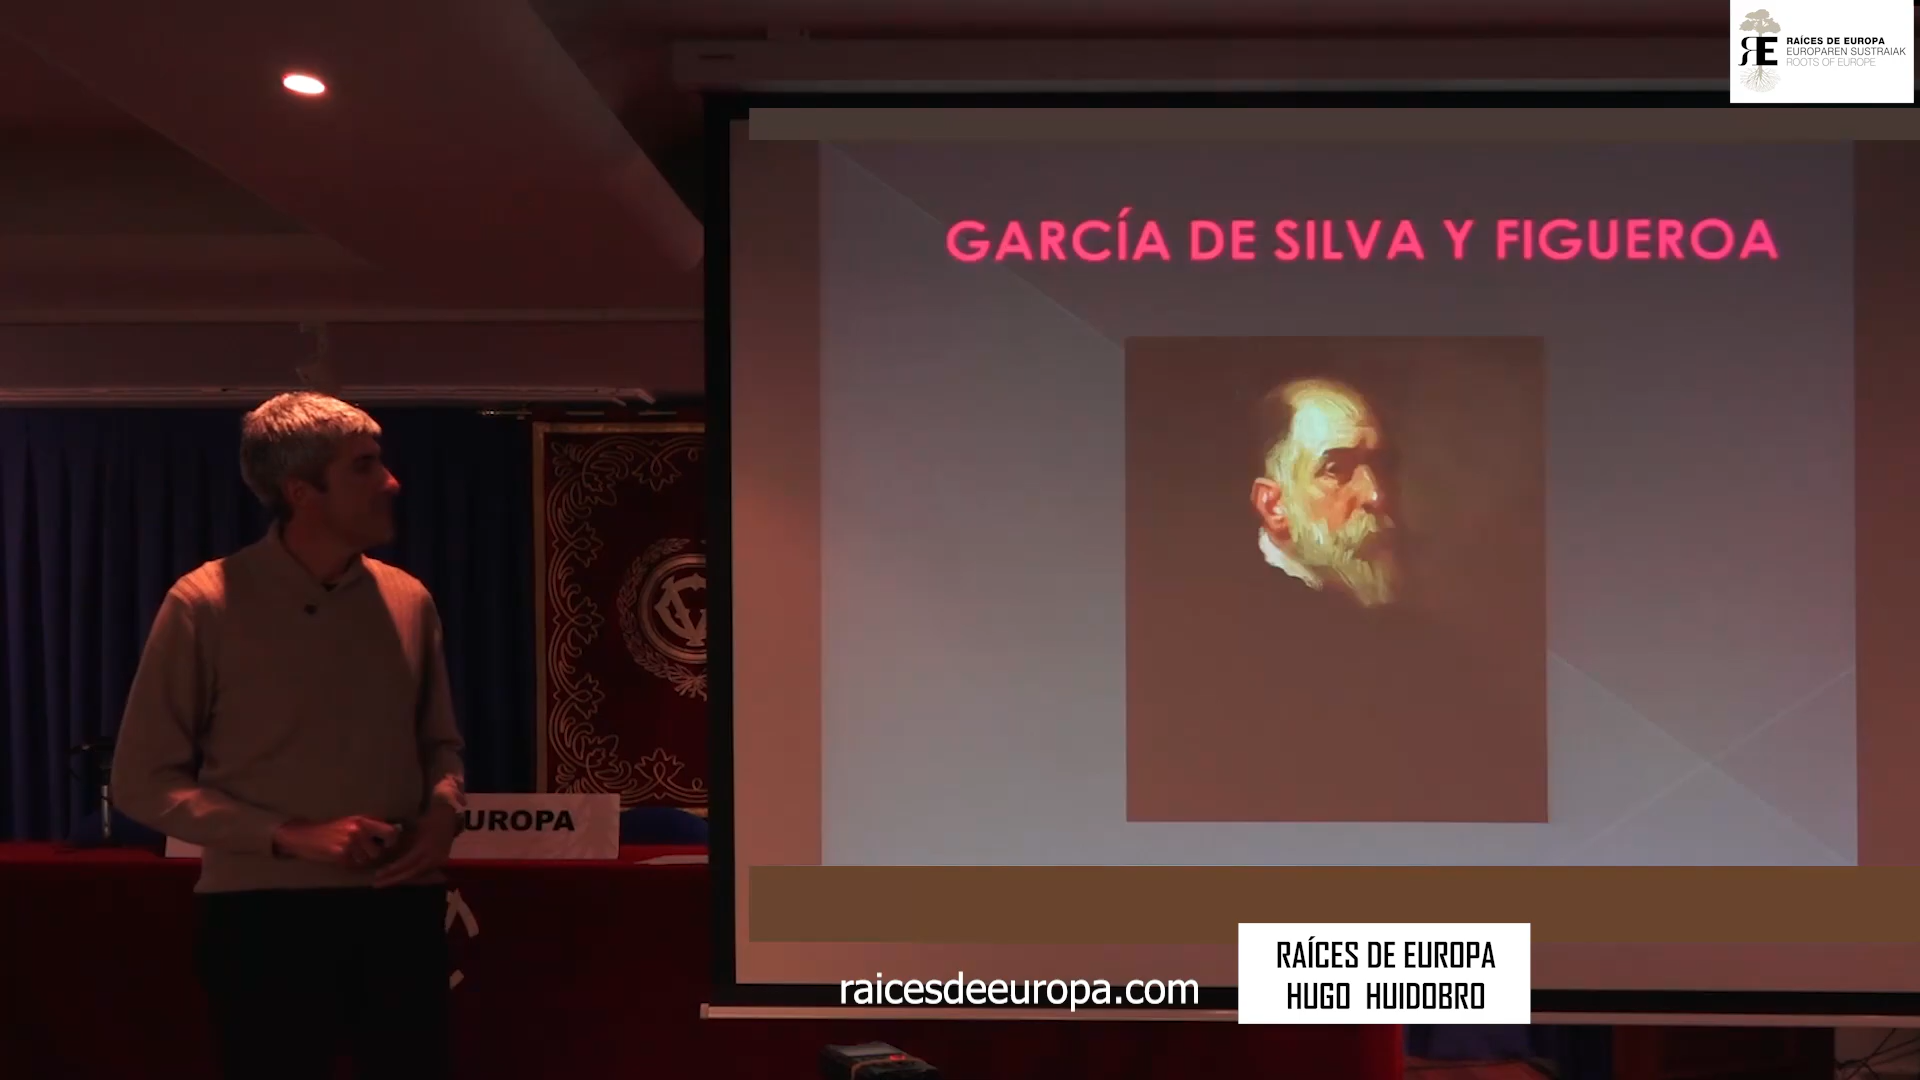 RAÍCES DE EUROPA
EUROPAREN SUSTRAIAK
ROOTS OF EUROPE
GARCÍA DE SILVA Y FIGUEROA
UROPA
raicesdeeuropa.com
RAÍCES DE EUROPA
HUGO HUIDOBRO